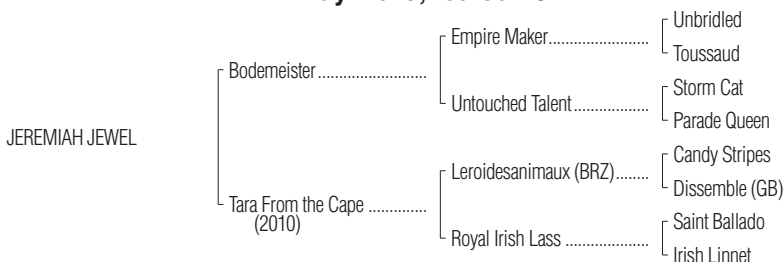 Unbridled
Empire Maker........................
Toussaud
Bodemeister..........................
Storm Cat
Untouched Talent..................
Parade Queen
JEREMIAH JEWEL
Candy Stripes
Leroidesanimaux (BRZ)........
Dissemble (GB)
Tara From the Cape ..............
(2010)
Saint Ballado
Royal Irish Lass ....................
Irish Linnet